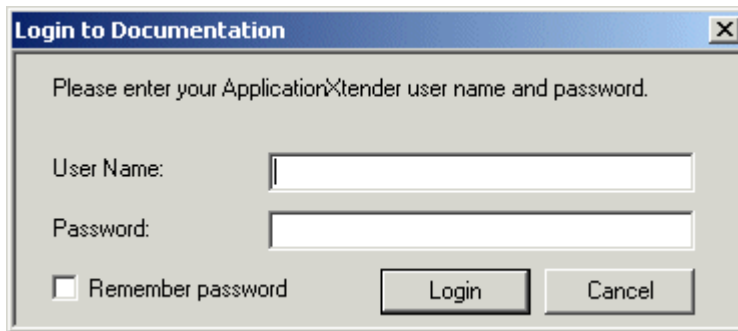 Login to Documentation
Please enter your ApplicationXtender user name and password.
User Name:
Password:
Remember password
Login
Cancel